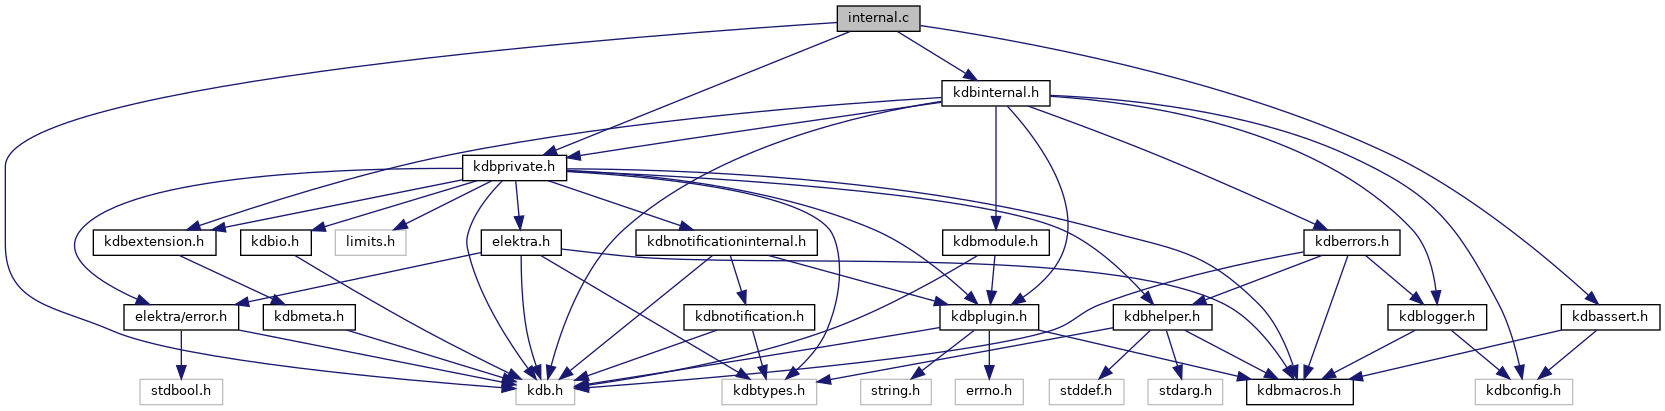 internal.c
kdbinternal.h
kdbprivate.h
kdbextension.h
kdbio.h
limits.h
elektra.h
kdbnotificationinternal.h
kdbmodule.h
kdberrors.h
elektra/error.h
kdbmeta.h
kdbnotification.h
kdbplugin.h
kdbhelper.h
kdblogger.h
kdbassert.h
stdbool.h
kdb.h
kdbtypes.h
string.h
errno.h
stddef.h
stdarg.h
kdbmacros.h
kdbconfig.h